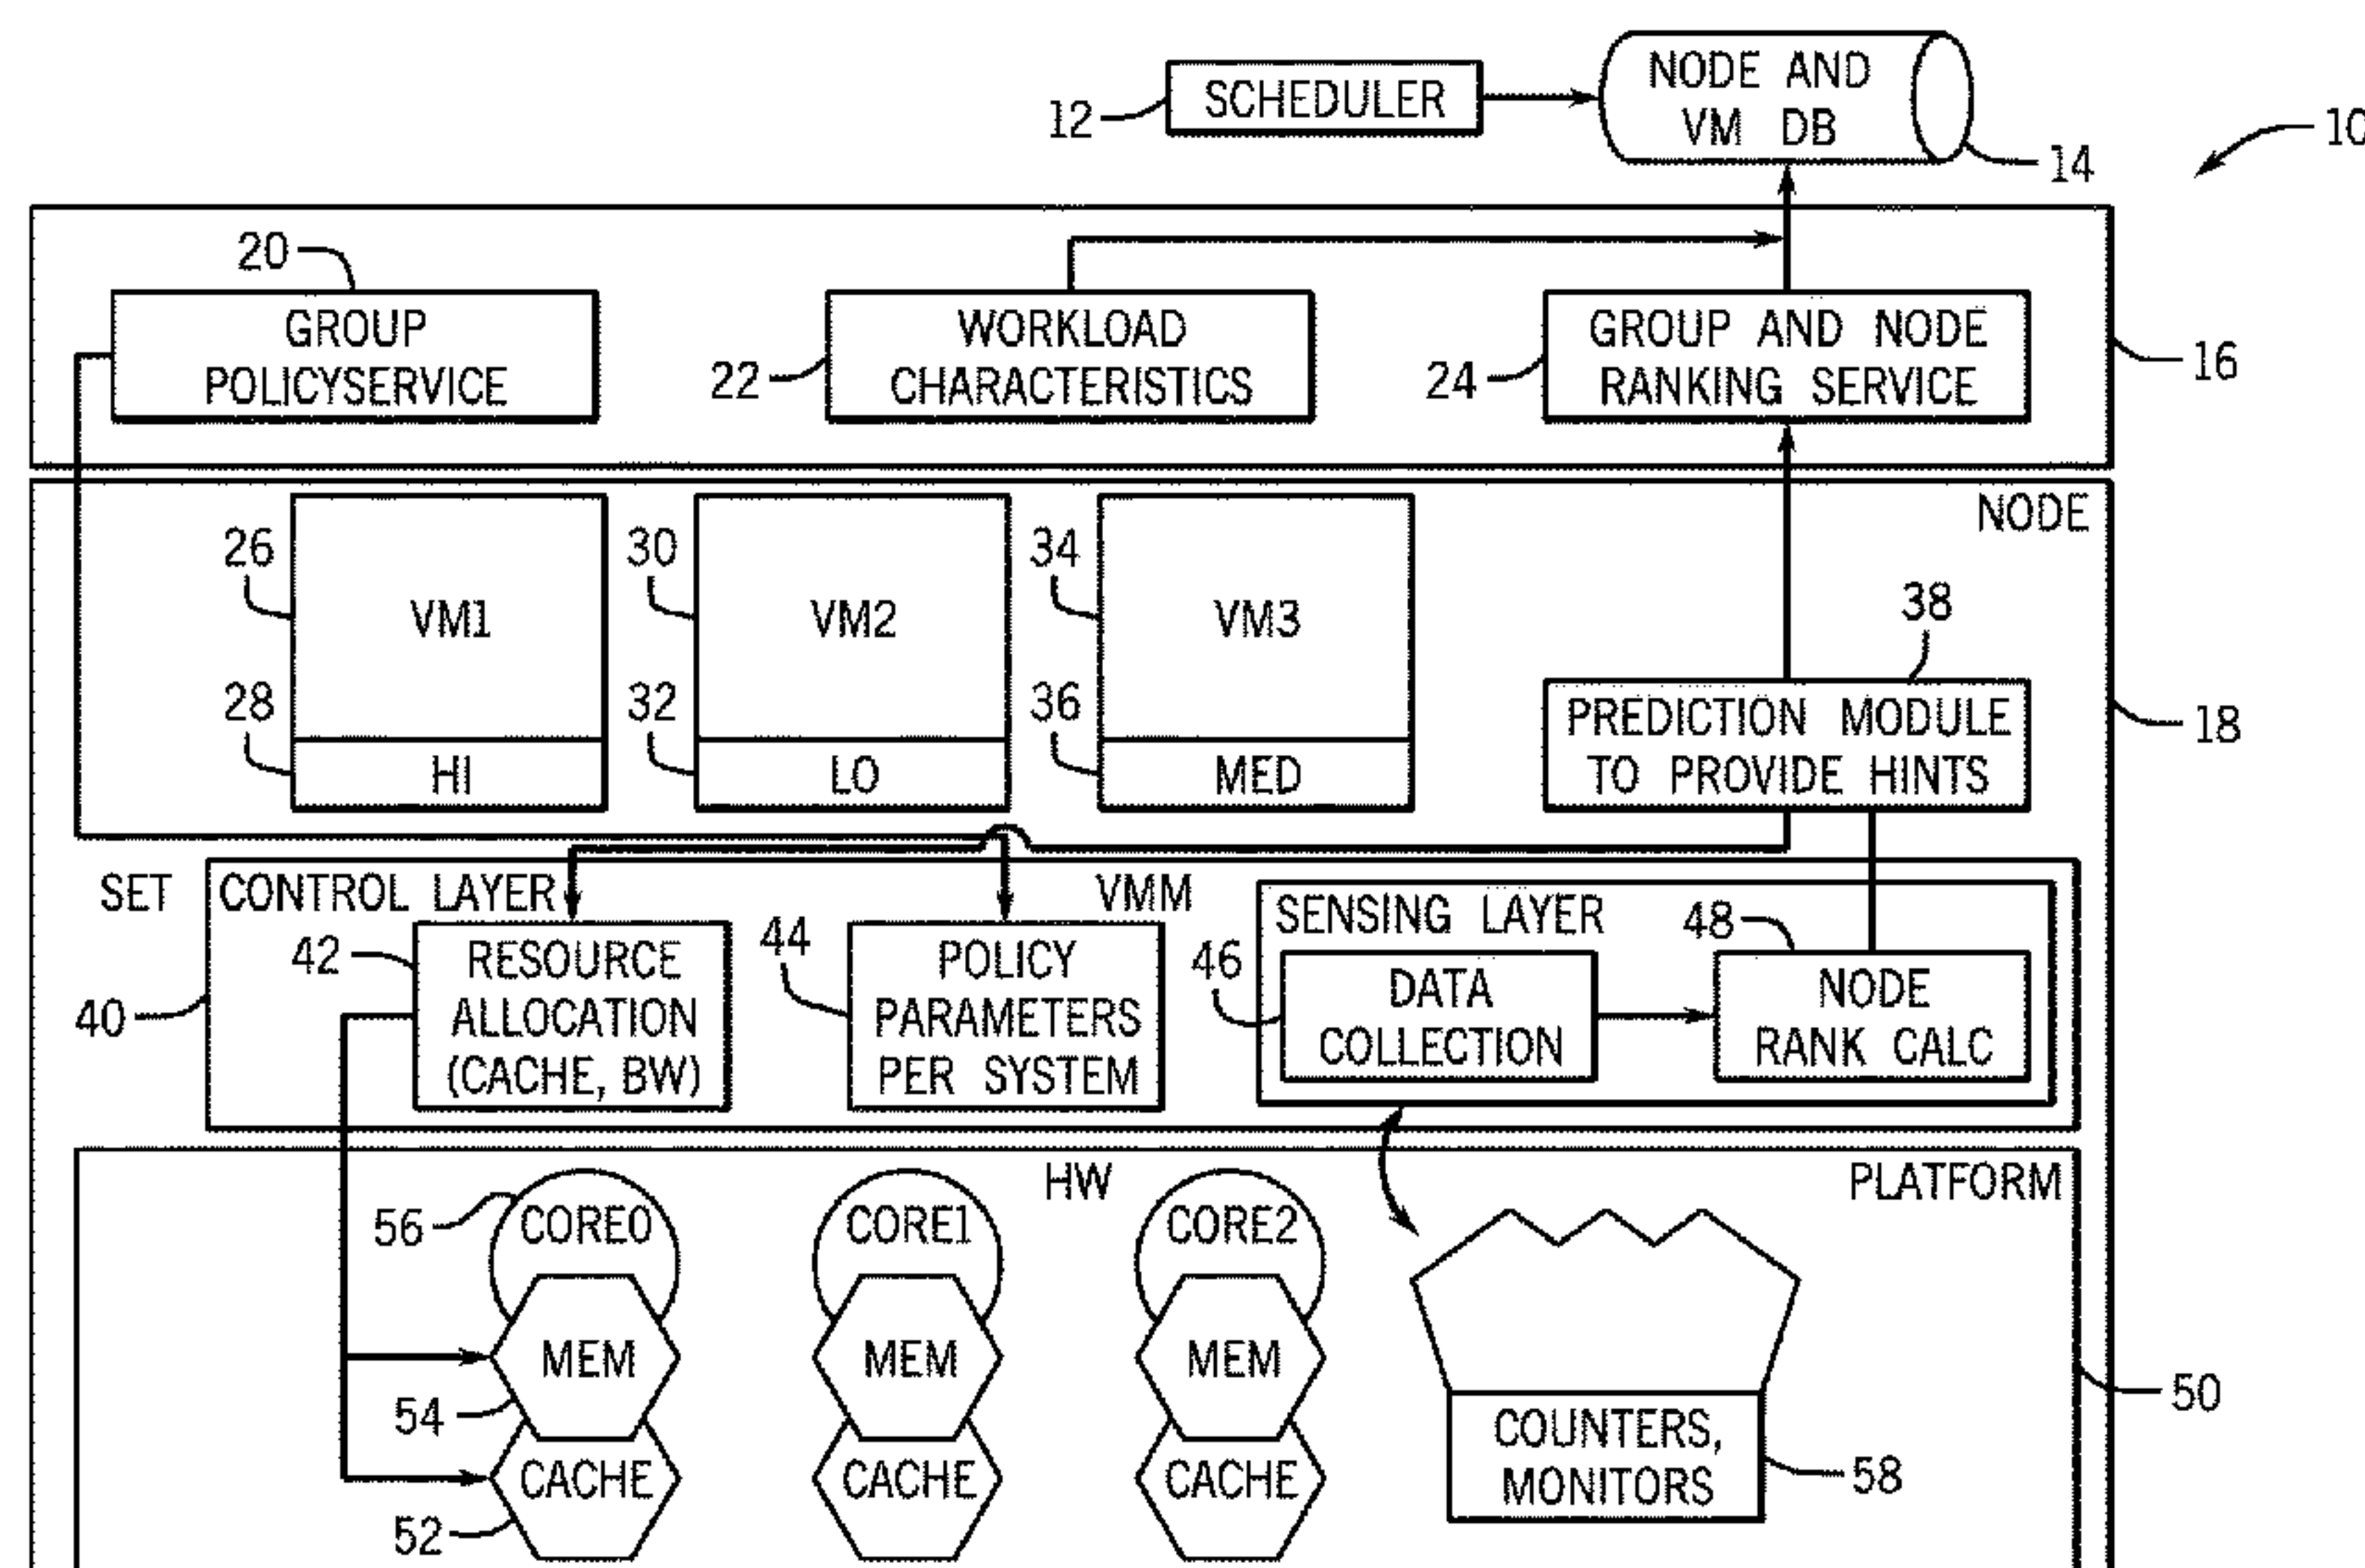 SCHEDULER
NODE AND
VM DB
12
14
10
20
GROUP
POLICYSERVICE
22
WORKLOAD
CHARACTERISTICS
24
GROUP AND NODE
RANKING SERVICE
16
NODE
26
VM1
28
HI
30
VM2
32
LO
34
VM3
36
MED
38
PREDICTION MODULE
TO PROVIDE HINTS
18
SET
CONTROL LAYER
VMM
40
42
RESOURCE
ALLOCATION
(CACHE, BW)
44
POLICY
PARAMETERS
PER SYSTEM
SENSING LAYER
46
DATA
COLLECTION
48
NODE
RANK CALC
HW
PLATFORM
56
CORE0
CORE1
CORE2
MEM
MEM
MEM
54
CACHE
CACHE
CACHE
52
COUNTERS,
MONITORS
58
50